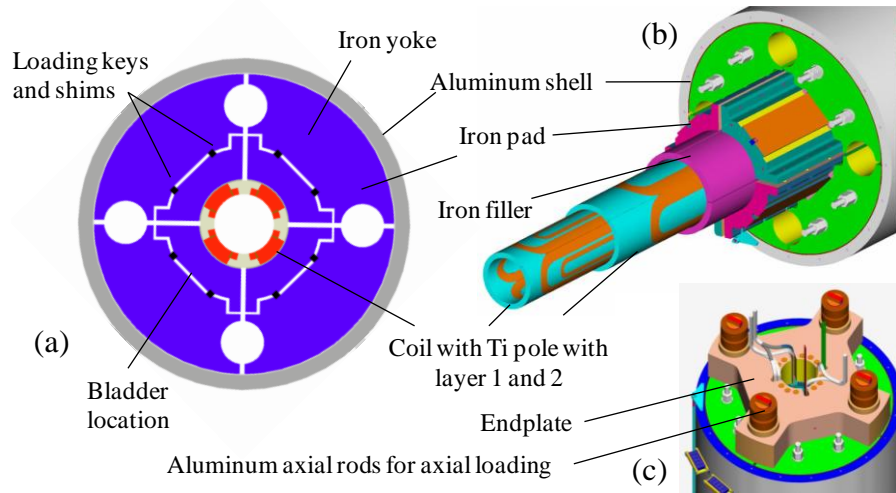 Loading keys
and shims
Iron yoke
Aluminum shell
Iron pad
Iron filler
(a)
Bladder
location
(b)
Coil with Ti pole with
layer 1 and 2
Endplate
Aluminum axial rods for axial loading
(c)